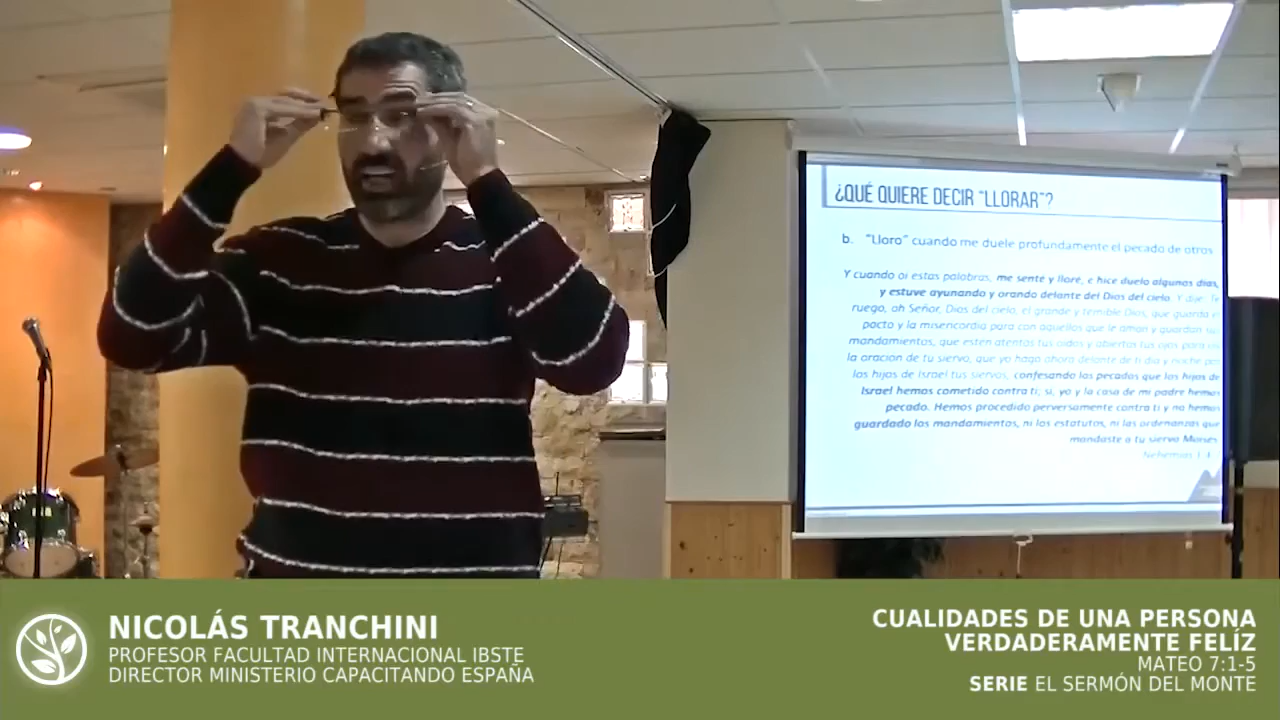 ¿QUÉ QUIERE DECIR "LLORAR"?
b. "Lloro" cuando me duele profundamente el pecado de otros
Y cuando oí estas palabras, me senté y lloré, e hice duelo algunos días,
y estuve ayunando y orando delante del Dios del cielo. Y dije: Te
ruego, oh Señor, Dios del cielo, el grande y temible Dios, que guarda el
pacto y la misericordia para con aquellos que le aman y guardan sus
mandamientos, que estén atentos tus oídos y abiertos tus ojos para oír
la oración de tu siervo, que yo hago ahora delante de ti día y noche por
los hijos de Israel tus siervos, confesando los pecados que los hijos de
Israel hemos cometido contra ti; sí, yo y la casa de mi padre hemos
pecado. Hemos procedido perversamente contra ti y no hemos
guardado los mandamientos, ni los estatutos, ni las ordenanzas que
mandaste a tu siervo Moisés
Nehemías 1:4
NICOLÁS TRANCHINI
PROFESOR FACULTAD INTERNACIONAL IBSTE
DIRECTOR MINISTERIO CAPACITANDO ESPAÑA
CUALIDADES DE UNA PERSONA
VERDADERAMENTE FELÍZ
MATEO 7:1-5
SERIE EL SERMÓN DEL MONTE